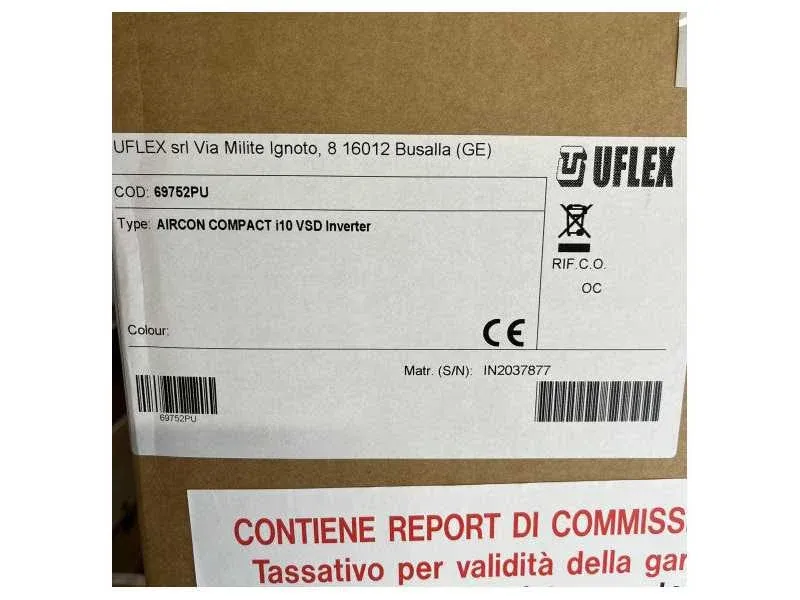 UFLEX srl Via Milite Ignoto, 8 16012 Busalla (GE)
UFLEX
COD: 69752PU
Type: AIRCON COMPACT i10 VSD Inverter
RIF.C.O.
OC
Colour:
CE
Matr. (S/N): IN2037877
69752PU
CONTIENE REPORT DI COMMISS
Tassativo per validità della gar